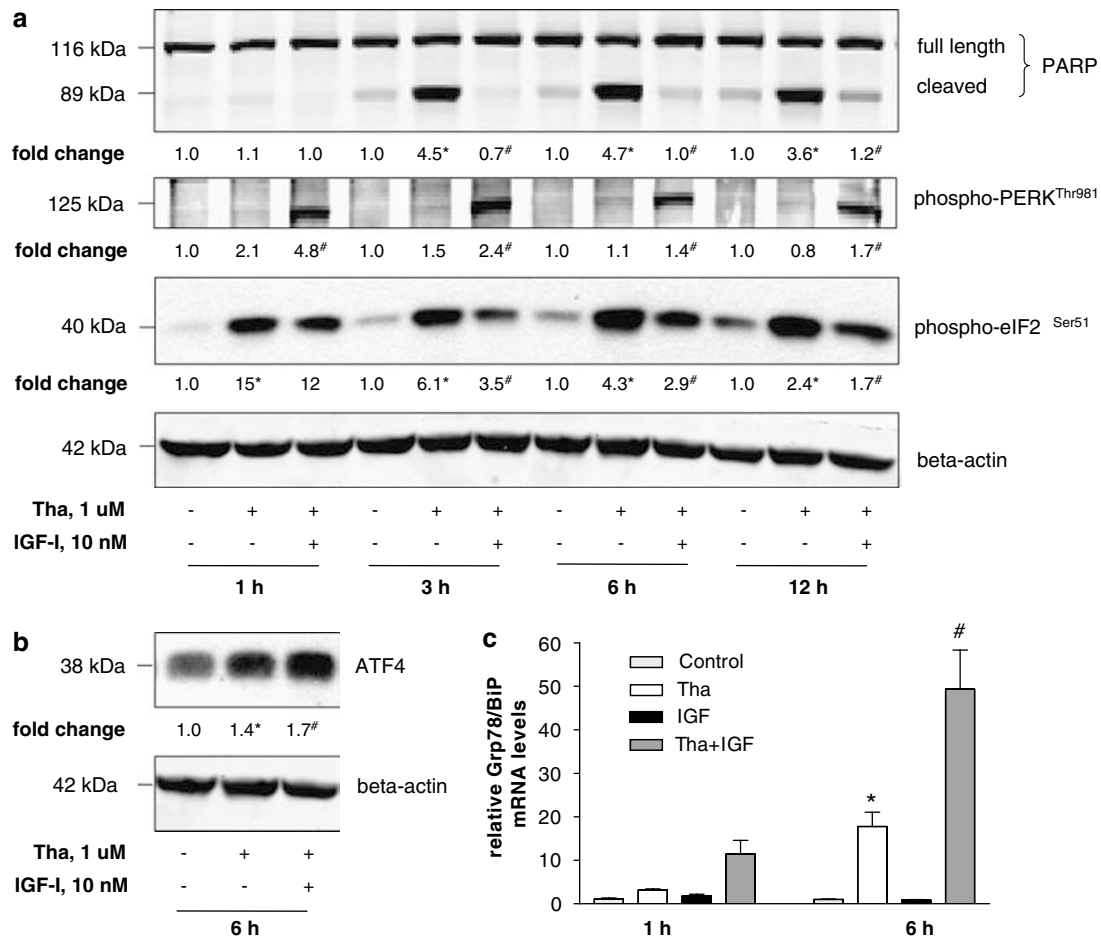 a
116 kDa
full length
PARP
89 kDa
cleaved
fold change 1.0 1.1 1.0 1.0 4.5* 0.7# 1.0 4.7* 1.0# 1.0 3.6* 1.2#
125 kDa
phospho-PERKThr981
fold change 1.0 2.1 4.8# 1.0 1.5 2.4# 1.0 1.1 1.4# 1.0 0.8 1.7#
40 kDa
phospho-eIF2 Ser51
fold change 1.0 15* 12 1.0 6.1* 3.5# 1.0 4.3* 2.9# 1.0 2.4* 1.7#
42 kDa
beta-actin
Tha, 1 uM - + + - + + - + + - + +
IGF-I, 10 nM - - + - - + - - + - - +
1 h 3 h 6 h 12 h
b
38 kDa
ATF4
fold change 1.0 1.4* 1.7#
42 kDa
beta-actin
Tha, 1 uM - + +
IGF-I, 10 nM - - +
6 h
c
relative Grp78/BiP
mRNA levels
60
50
40
30
20
10
0
Control
Tha
IGF
Tha+IGF
*
#
1 h 6 h